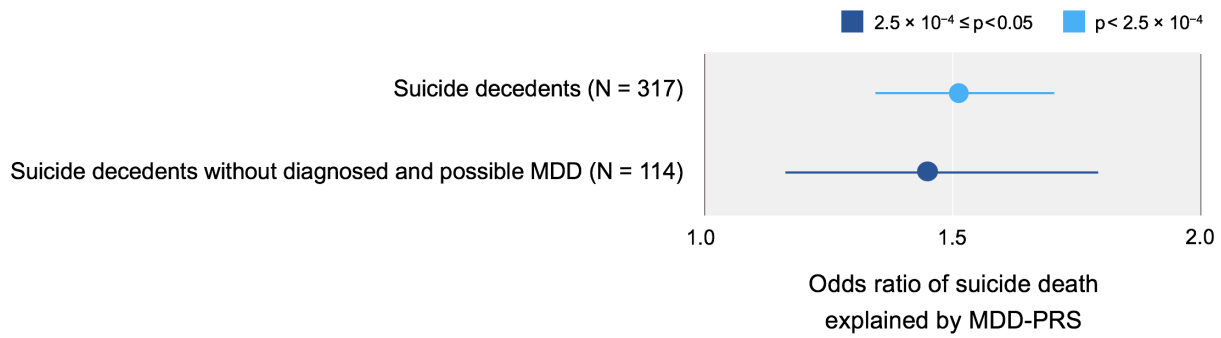 2.5 × 10⁻⁴ ≤ p < 0.05
p < 2.5 × 10⁻⁴
Suicide decedents (N = 317)
Suicide decedents without diagnosed and possible MDD (N = 114)
1.0
1.5
2.0
Odds ratio of suicide death
explained by MDD-PRS